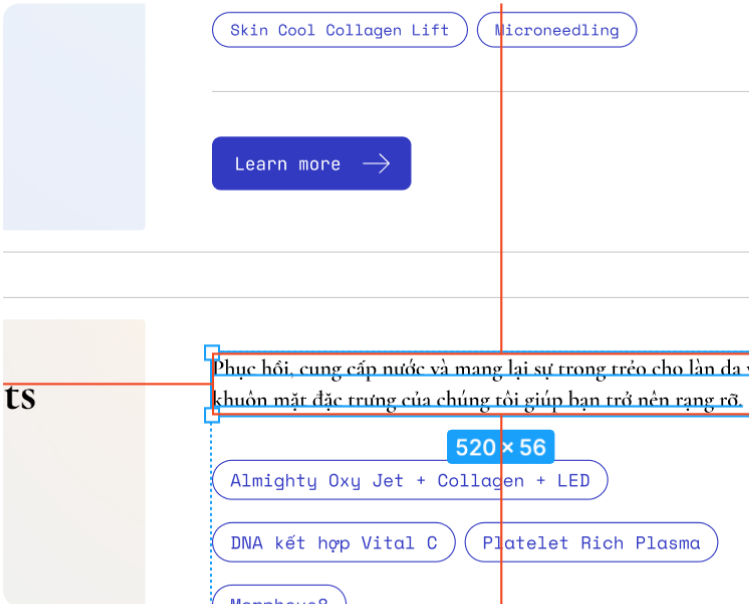 Skin Cool Collagen Lift
Microneedling
Learn more
ts
Phục hồi, cung cấp nước và mang lại sự trong trẻo cho làn da
khuôn mặt đặc trưng của chúng tôi giúp bạn trở nên rạng rỡ.
520 × 56
Almighty Oxy Jet + Collagen + LED
DNA kết hợp Vital C
Platelet Rich Plasma
Morpheus8